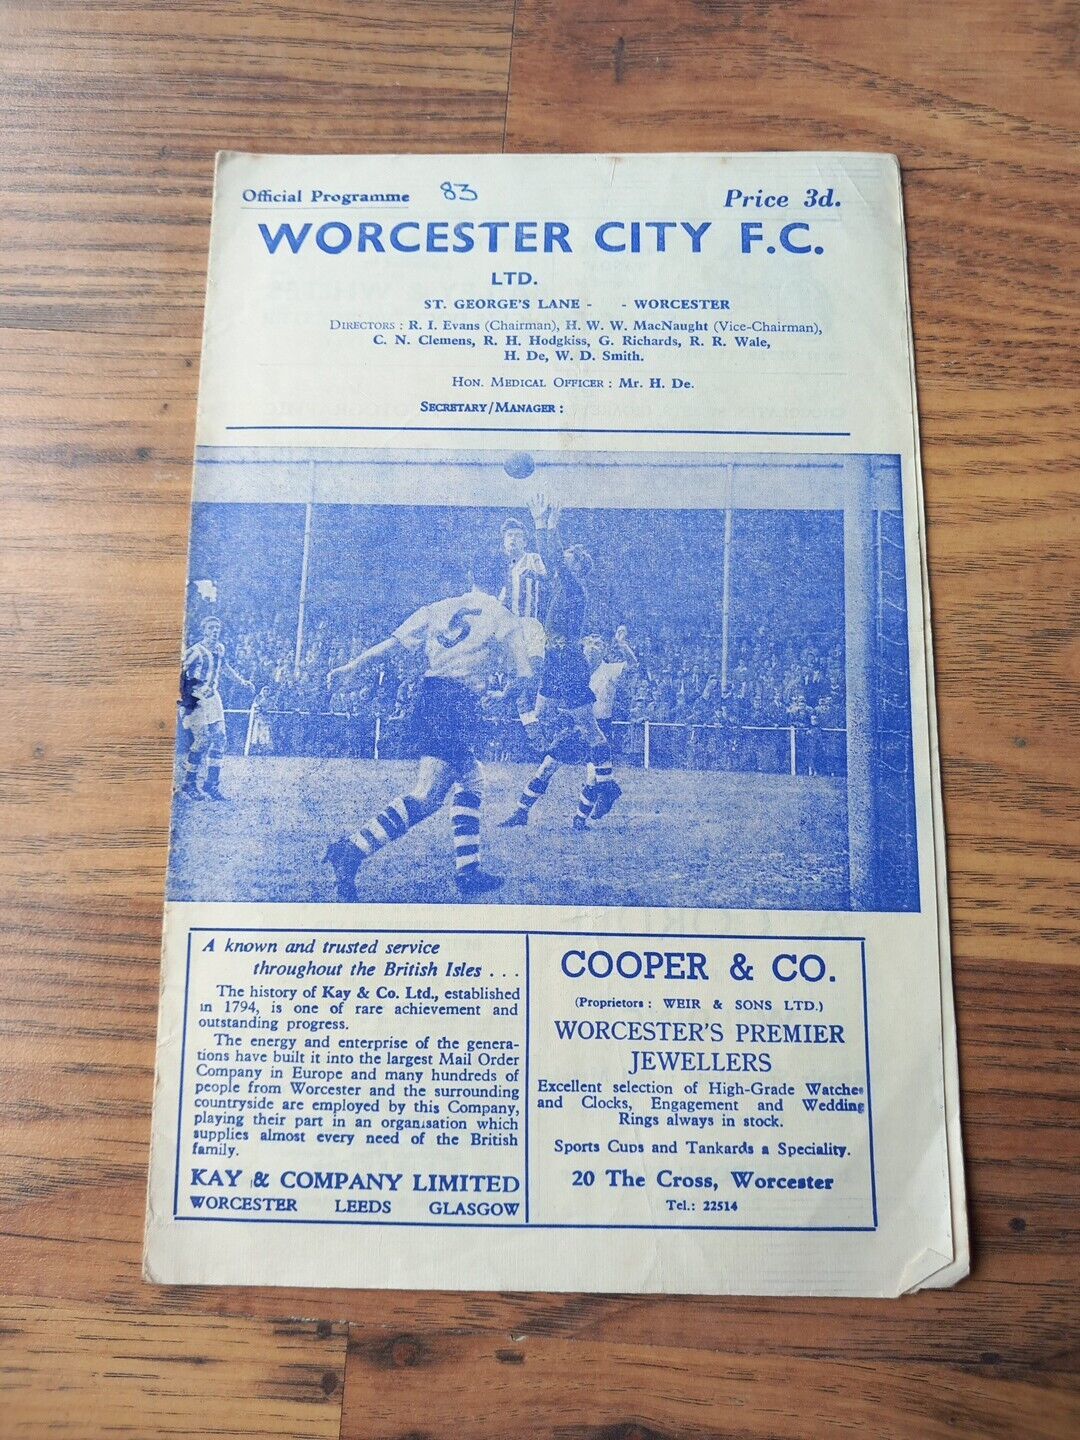 Official Programme 83 Price 3d.
WORCESTER CITY F.C.
LTD.
ST. GEORGE'S LANE - - WORCESTER
DIRECTORS : R. I. Evans (Chairman), H. W. W. MacNaught (Vice-Chairman),
C. N. Clemens, R. H. Hodgkiss, G. Richards, R. R. Wale,
H. De, W. D. Smith.
HON. MEDICAL OFFICER : Mr. H. De.
SECRETARY/MANAGER :
5
A known and trusted service
throughout the British Isles . . .
The history of Kay & Co. Ltd., established
in 1794, is one of rare achievement and
outstanding progress.
The energy and enterprise of the genera-
tions have built it into the largest Mail Order
Company in Europe and many hundreds of
people from Worcester and the surrounding
countryside are employed by this Company,
playing their part in an organisation which
supplies almost every need of the British
family.
KAY & COMPANY LIMITED
WORCESTER LEEDS GLASGOW
COOPER & CO.
(Proprietors : WEIR & SONS LTD.)
WORCESTER'S PREMIER
JEWELLERS
Excellent selection of High-Grade Watches
and Clocks, Engagement and Wedding
Rings always in stock.
Sports Cups and Tankards a Speciality.
20 The Cross, Worcester
Tel.: 22514